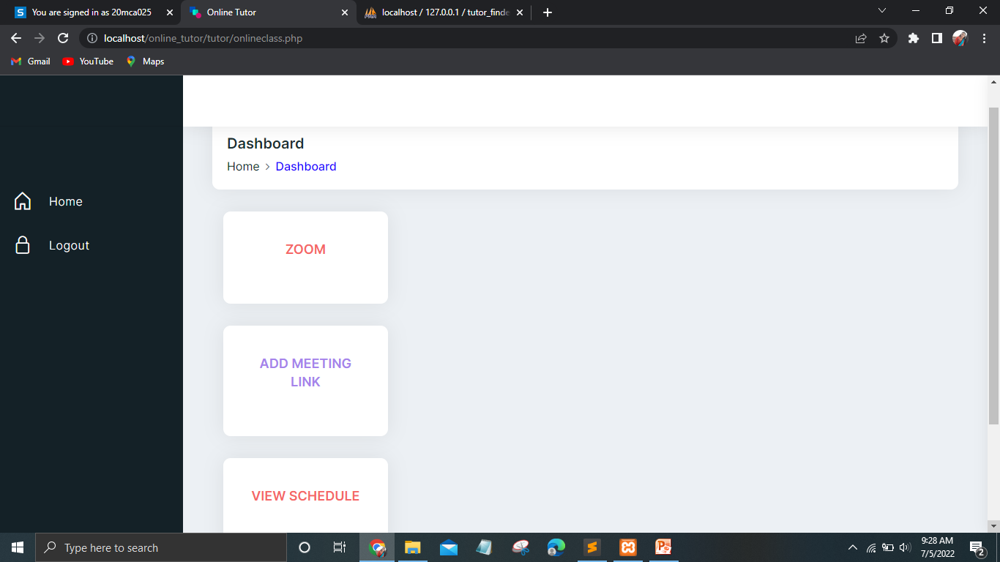 You are signed in as 20mca025
Online Tutor
localhost / 127.0.0.1 / tutor_finde
localhost/online_tutor/tutor/onlineclass.php
Gmail
YouTube
Maps
Dashboard
Home > Dashboard
Home
Logout
ZOOM
ADD MEETING
LINK
VIEW SCHEDULE
Type here to search
9:28 AM
7/5/2022
2